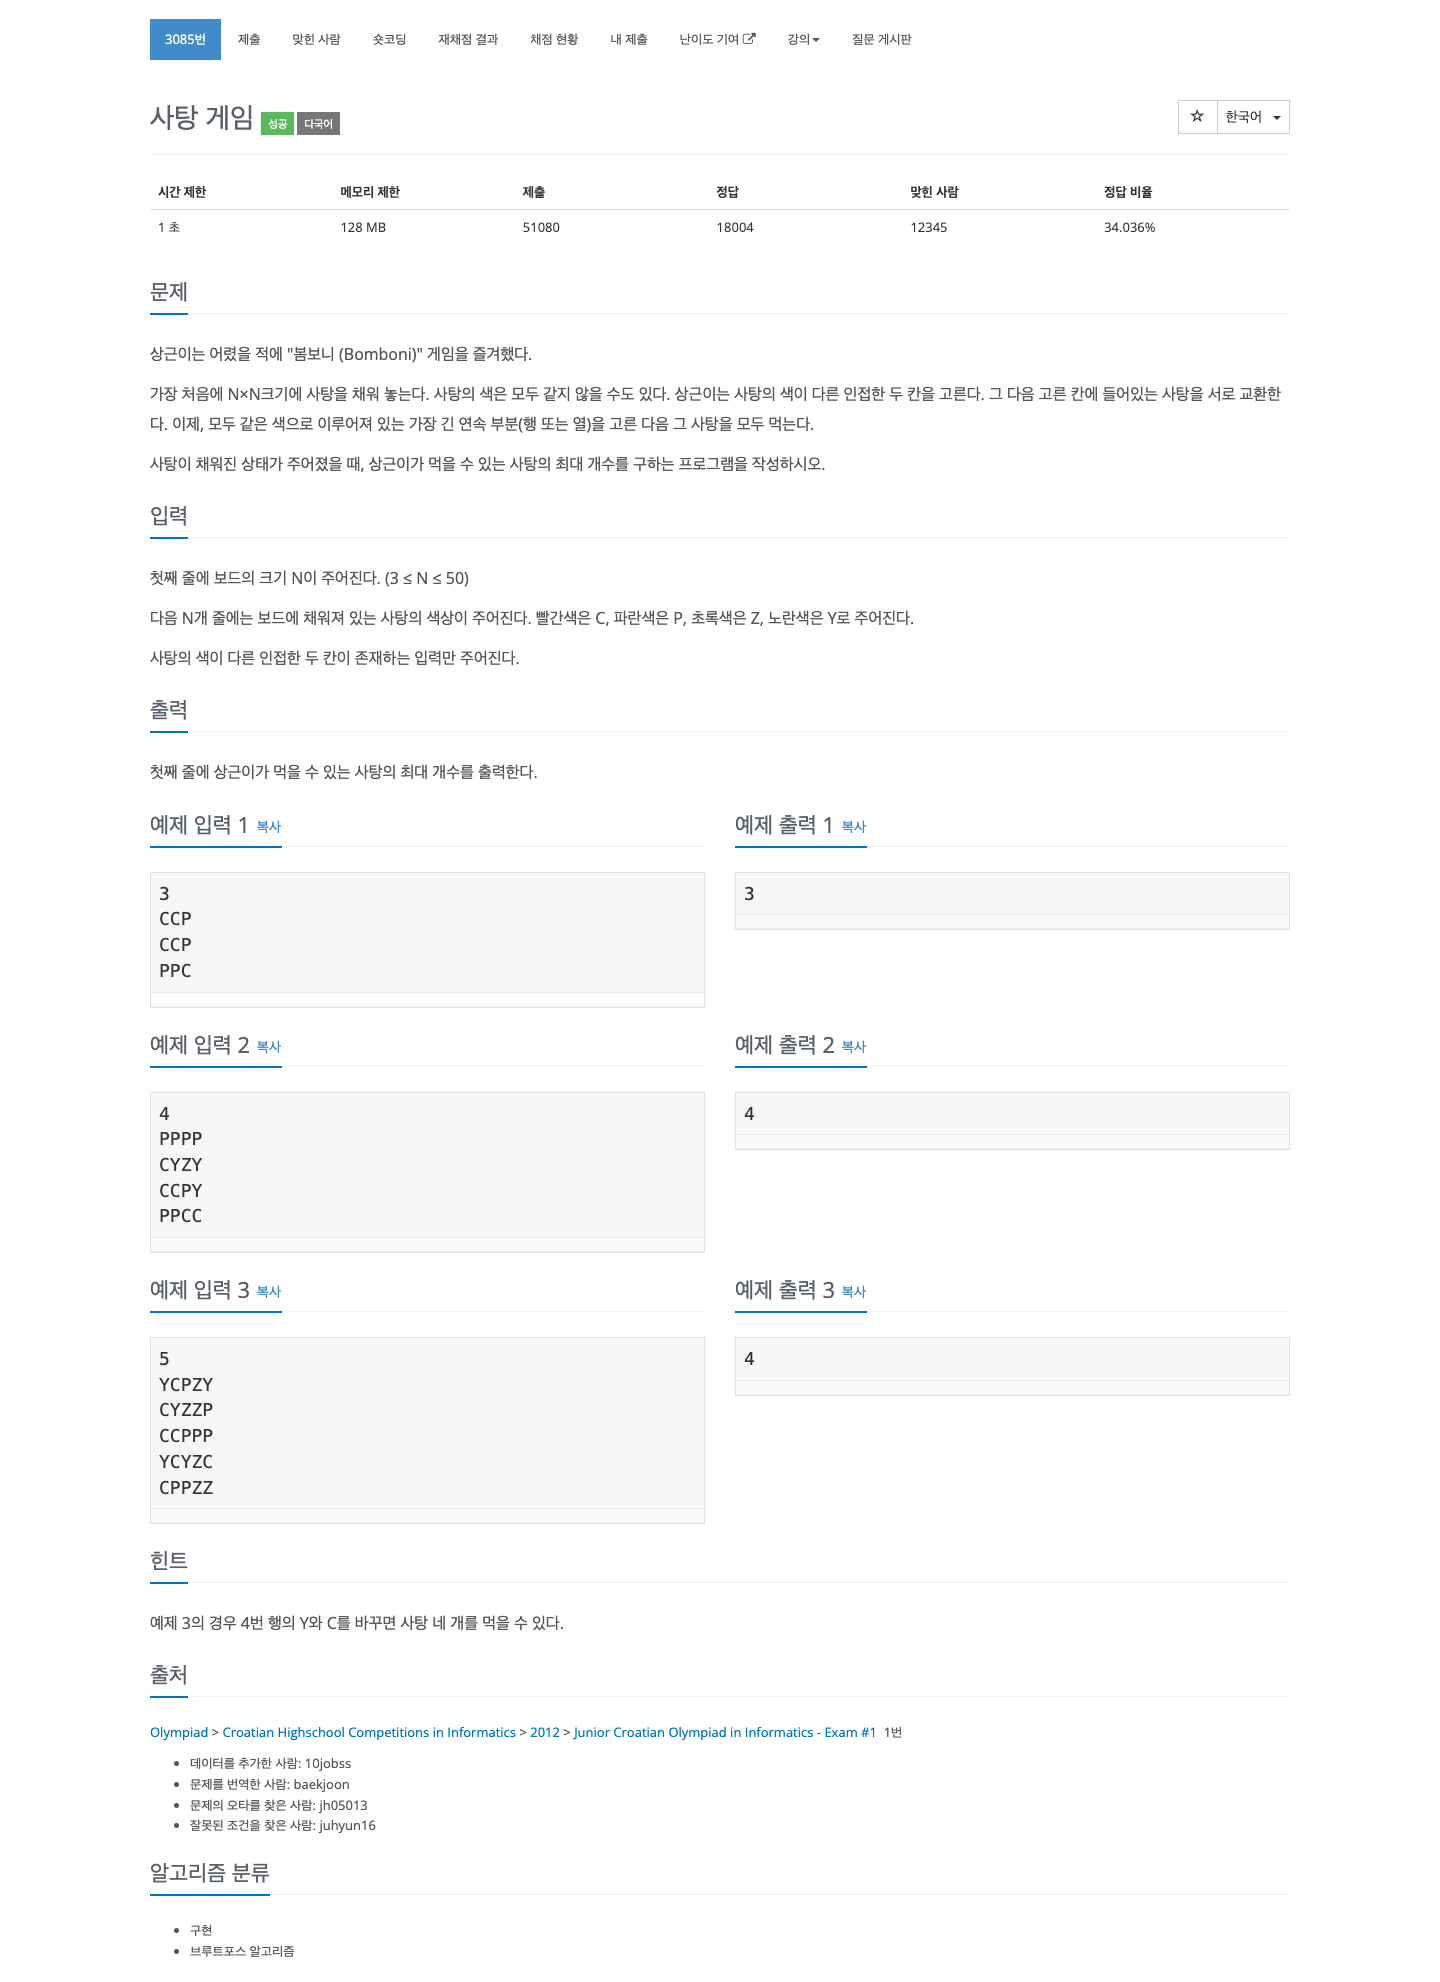 3085번 제출 맞힌 사람 숏코딩 재채점 결과 채점 현황 내 제출 난이도 기여 강의 질문 게시판
사탕 게임 성공 다국어
☆ 한국어
시간 제한 메모리 제한 제출 정답 맞힌 사람 정답 비율
1 초 128 MB 51080 18004 12345 34.036%
문제
상근이는 어렸을 적에 "봄보니 (Bomboni)" 게임을 즐겨했다.
가장 처음에 N×N크기에 사탕을 채워 놓는다. 사탕의 색은 모두 같지 않을 수도 있다. 상근이는 사탕의 색이 다른 인접한 두 칸을 고른다. 그 다음 고른 칸에 들어있는 사탕을 서로 교환한
다. 이제, 모두 같은 색으로 이루어져 있는 가장 긴 연속 부분(행 또는 열)을 고른 다음 그 사탕을 모두 먹는다.
사탕이 채워진 상태가 주어졌을 때, 상근이가 먹을 수 있는 사탕의 최대 개수를 구하는 프로그램을 작성하시오.
입력
첫째 줄에 보드의 크기 N이 주어진다. (3 ≤ N ≤ 50)
다음 N개 줄에는 보드에 채워져 있는 사탕의 색상이 주어진다. 빨간색은 C, 파란색은 P, 초록색은 Z, 노란색은 Y로 주어진다.
사탕의 색이 다른 인접한 두 칸이 존재하는 입력만 주어진다.
출력
첫째 줄에 상근이가 먹을 수 있는 사탕의 최대 개수를 출력한다.
예제 입력 1 복사
3
CCP
CCP
PPC
예제 출력 1 복사
3
예제 입력 2 복사
4
PPPP
CYZY
CCPY
PPCC
예제 출력 2 복사
4
예제 입력 3 복사
5
YCPZY
CYZZP
CCPPP
YCYZC
CPPZZ
예제 출력 3 복사
4
힌트
예제 3의 경우 4번 행의 Y와 C를 바꾸면 사탕 네 개를 먹을 수 있다.
출처
Olympiad > Croatian Highschool Competitions in Informatics > 2012 > Junior Croatian Olympiad in Informatics - Exam #1 1번
• 데이터를 추가한 사람: 10jobss
• 문제를 번역한 사람: baekjoon
• 문제의 오타를 찾은 사람: jh05013
• 잘못된 조건을 찾은 사람: juhyun16
알고리즘 분류
• 구현
• 브루트포스 알고리즘